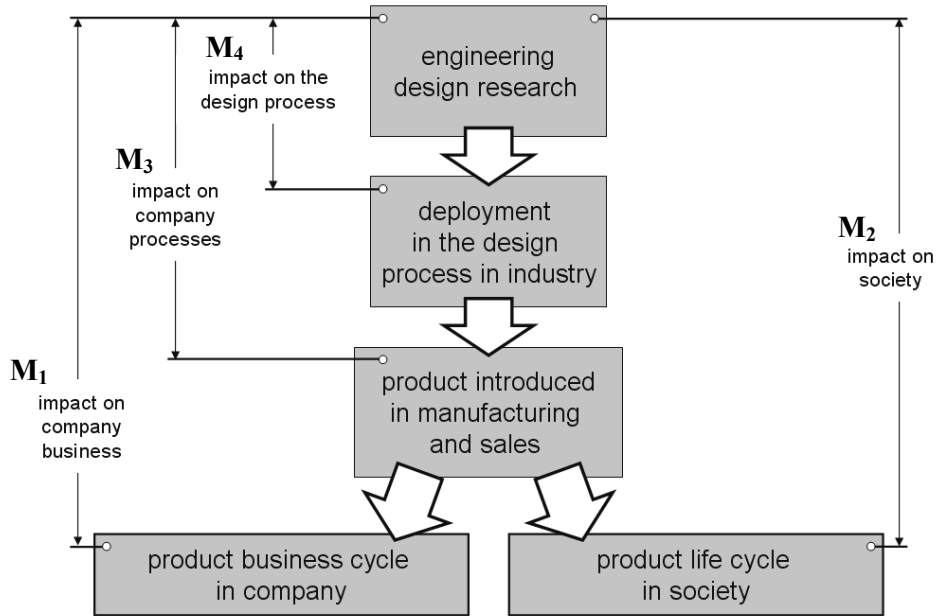 engineering
design research
M4
impact on the
design process
M3
impact on
company
processes
deployment
in the design
process in industry
M2
impact on
society
M1
impact on
company
business
product introduced
in manufacturing
and sales
product business cycle
in company
product life cycle
in society